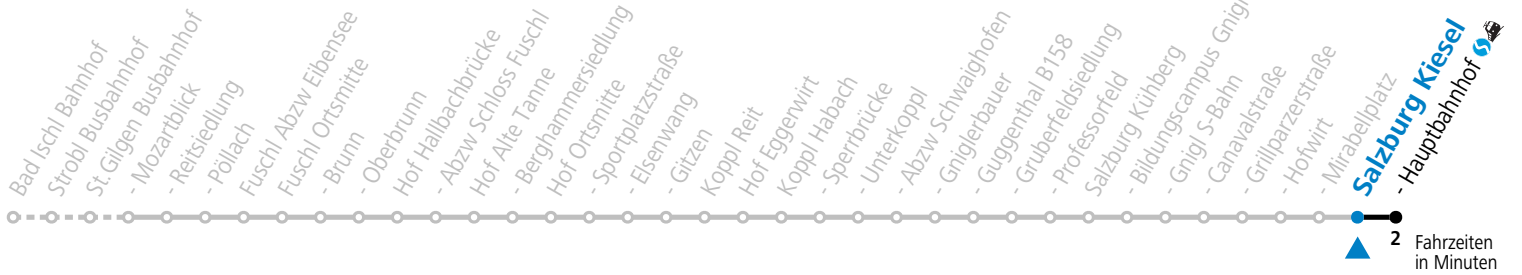 Bad Ischl Bahnhof
Strobl Busbahnhof
St.Gilgen Busbahnhof
- Mozartblick
- Reitsiedlung
- Pöllach
Fuschl Abzw Ellbensee
Fuschl Ortsmitte
- Brunn
- Oberbrunn
Hof Hallbachbrücke
- Abzw Schloss Fuschl
Hof Alte Tanne
- Berghammersiedlung
Hof Ortsmitte
- Sportplatzstraße
- Elsenwang
- Gitzen
Koppl Reit
Hof Eggerwirt
Koppl Habach
- Sperrbrücke
- Unterkoppl
- Abzw Schwaighofen
- Gniglerbauer
- Guggenthal B158
- Gruberfeldsiedlung
- Professorfeld
Salzburg Kühberg
- Bildungscampus Gnigl
- Gnigl S-Bahn
- Canavalstraße
- Grillparzerstraße
- Hofwirt
- Mirabellplatz
Salzburg Kiesel
- Hauptbahnhof
2
Fahrzeiten
in Minuten